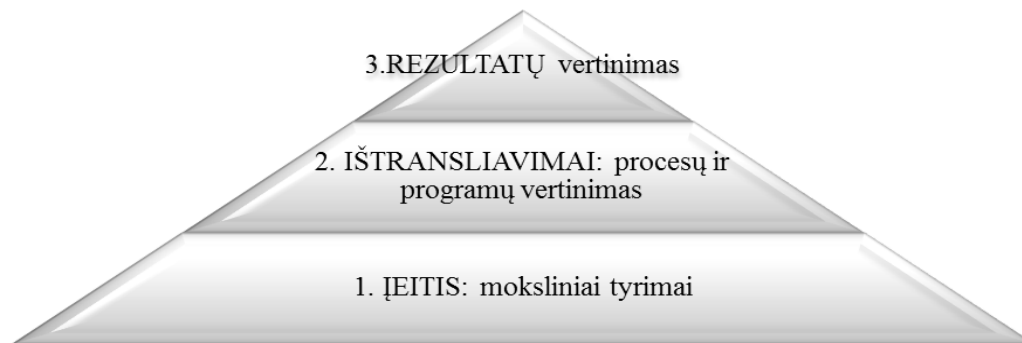 3.REZULTATŲ vertinimas
2. IŠTRANSLIAVIMAI: procesų ir
programų vertinimas
1. ĮEITIS: moksliniai tyrimai